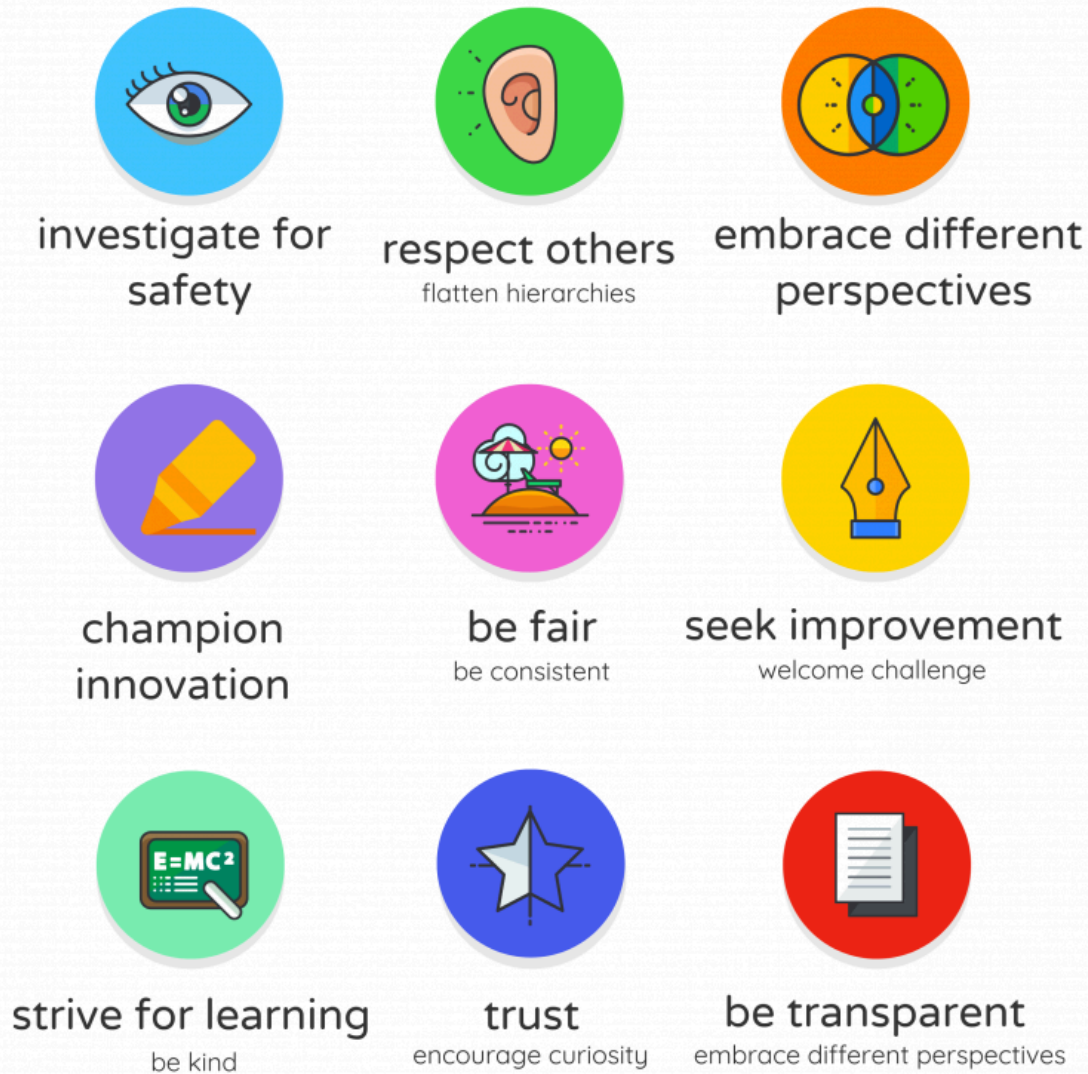 investigate for
safety
respect others
flatten hierarchies
embrace different
perspectives
champion
innovation
be fair
be consistent
seek improvement
welcome challenge
E=MC²
strive for learning
be kind
trust
encourage curiosity
be transparent
embrace different perspectives